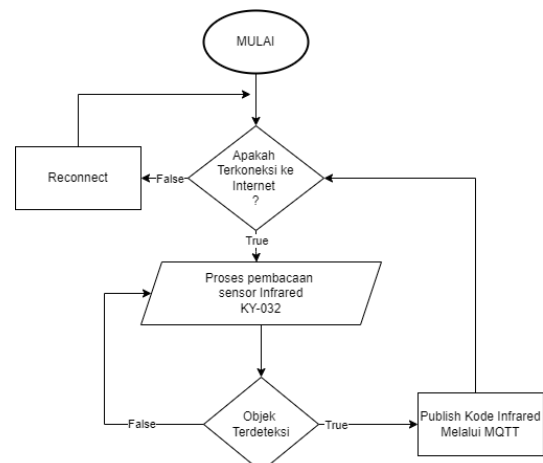 MULAI
Apakah
Terkoneksi ke
Internet
?
False
Reconnect
True
Proses pembacaan
sensor Infrared
KY-032
Objek
Terdeteksi
False
True
Publish Kode Infrared
Melalui MQTT